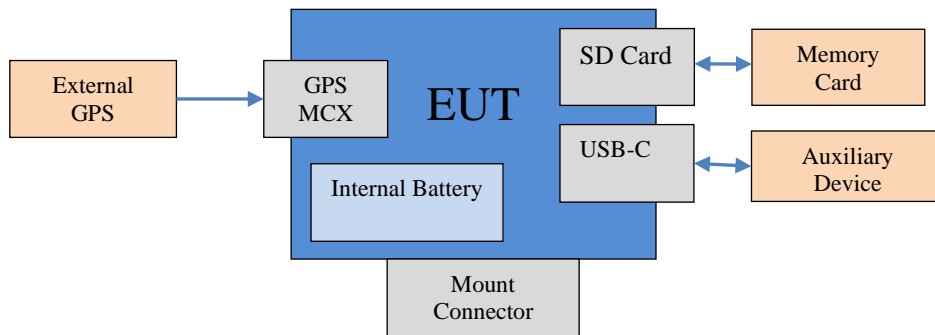 External
GPS
GPS
MCX
EUT
SD Card
Memory
Card
USB-C
Auxiliary
Device
Internal Battery
Mount
Connector